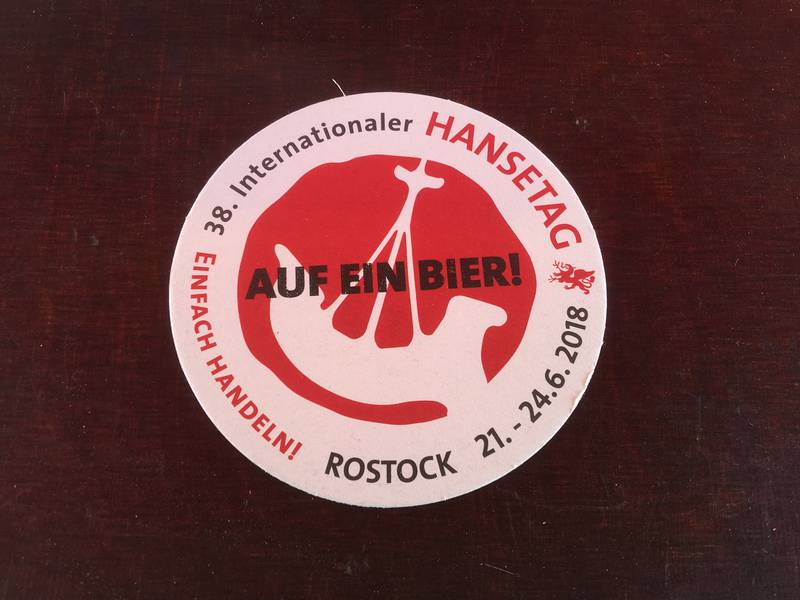 38. Internationaler HANSETAG
AUF EIN BIER!
EINFACH HANDELN!
ROSTOCK 21. - 24.6. 2018